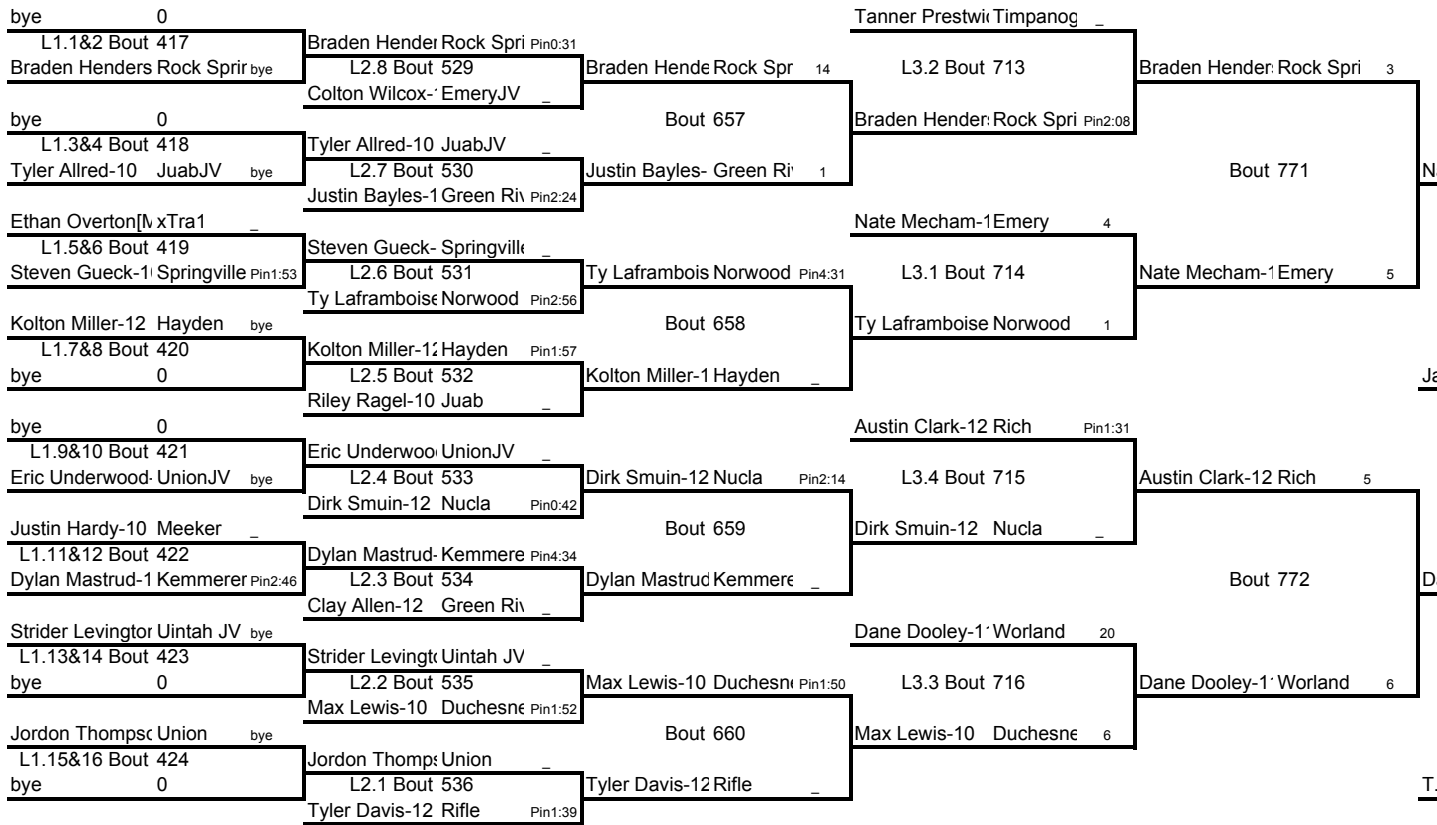 bye 0
Tanner Prestwic Timpanog _
L1.1&2 Bout 417
Braden Hender Rock Spri Pin0:31
Braden Henders Rock Sprin bye
L2.8 Bout 529
Braden Hende Rock Spr 14
L3.2 Bout 713
Braden Hender Rock Spri 3
Colton Wilcox- EmeryJV _
bye 0
Bout 657
Braden Hender Rock Spri Pin2:08
L1.3&4 Bout 418
Tyler Allred-10 JuabJV _
Tyler Allred-10 JuabJV bye
L2.7 Bout 530
Justin Bayles- Green Riv 1
Bout 771
Na
Justin Bayles-1 Green Riv Pin2:24
Ethan Overton[M xTra1 _
Nate Mecham-1 Emery 4
L1.5&6 Bout 419
Steven Gueck- Springville _
Steven Gueck-1 Springville Pin1:53
L2.6 Bout 531
Ty Laframbois Norwood Pin4:31
L3.1 Bout 714
Nate Mecham-1 Emery 5
Ty Laframboise Norwood Pin2:56
Kolton Miller-12 Hayden bye
Bout 658
Ty Laframboise Norwood 1
L1.7&8 Bout 420
Kolton Miller-12 Hayden Pin1:57
bye 0
L2.5 Bout 532
Kolton Miller-1 Hayden _
Ja
Riley Ragel-10 Juab _
bye 0
Austin Clark-12 Rich Pin1:31
L1.9&10 Bout 421
Eric Underwoo UnionJV _
Eric Underwood- UnionJV bye
L2.4 Bout 533
Dirk Smuin-12 Nucla Pin2:14
L3.4 Bout 715
Austin Clark-12 Rich 5
Dirk Smuin-12 Nucla Pin0:42
Justin Hardy-10 Meeker _
Bout 659
Dirk Smuin-12 Nucla _
L1.11&12 Bout 422
Dylan Mastrud- Kemmere Pin4:34
Dylan Mastrud-1 Kemmerer Pin2:46
L2.3 Bout 534
Dylan Mastrud Kemmere _
Bout 772
Da
Clay Allen-12 Green Riv _
Strider Levington Uintah JV bye
Dane Dooley-1 Worland 20
L1.13&14 Bout 423
Strider Levingto Uintah JV _
bye 0
L2.2 Bout 535
Max Lewis-10 Duchesne Pin1:50
L3.3 Bout 716
Dane Dooley-1 Worland 6
Max Lewis-10 Duchesne Pin1:52
Jordon Thompso Union bye
Bout 660
Max Lewis-10 Duchesne 6
L1.15&16 Bout 424
Jordon Thomps Union _
bye 0
L2.1 Bout 536
Tyler Davis-12 Rifle _
T.
Tyler Davis-12 Rifle Pin1:39